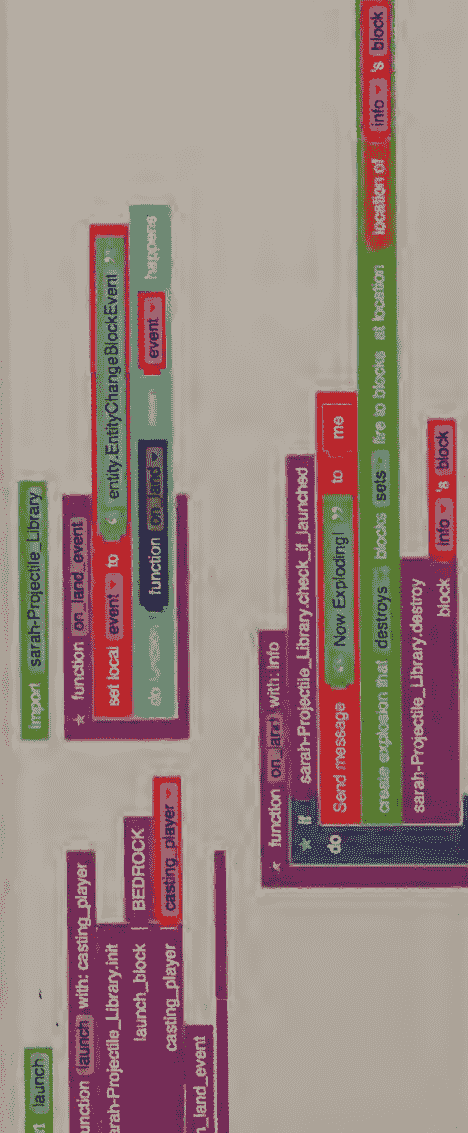 launch
function launch with: casting_player
sarah-Projectile_Library.init
launch_block BEDROCK
casting_player casting_player
_land_event
import sarah-Projectile_Library
function on_land_event
set local event to “ entity.EntityChangeBlockEvent ”
do function on_land event happens
function on_land with: info
if sarah-Projectile_Library.check_if_launched
do Send message “ Now Exploding! ” to me
create explosion that destroys blocks sets fire to blocks at location location of info 's block
sarah-Projectile_Library.destroy
block info 's block